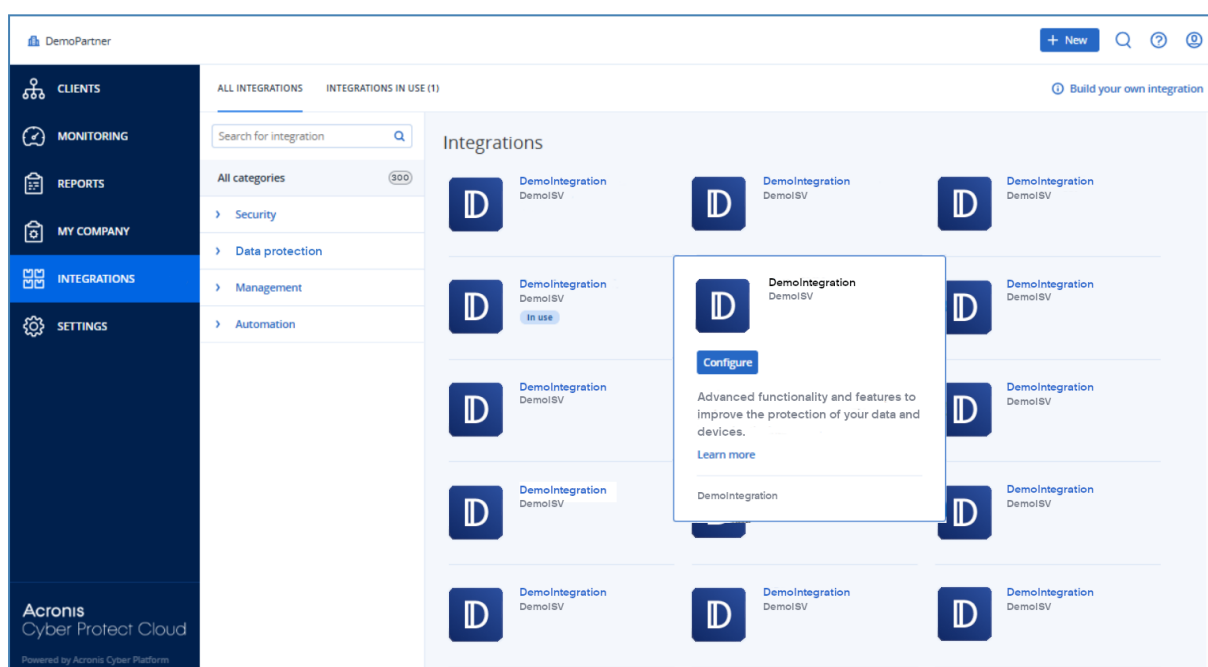 DemoPartner
+ New
CLIENTS
MONITORING
REPORTS
MY COMPANY
INTEGRATIONS
SETTINGS
Acronis
Cyber Protect Cloud
Powered by Acronis Cyber Platform
ALL INTEGRATIONS INTEGRATIONS IN USE (1)
Build your own integration
Search for integration
All categories 300
Security
Data protection
Management
Automation
Integrations
D DemoIntegration
DemoISV
D DemoIntegration
DemoISV
D DemoIntegration
DemoISV
D DemoIntegration
DemoISV
In use
D DemoIntegration
DemoISV
Configure
Advanced functionality and features to
improve the protection of your data and
devices.
Learn more
DemoIntegration
D DemoIntegration
DemoISV
D DemoIntegration
DemoISV
D DemoIntegration
DemoISV
D DemoIntegration
DemoISV
D DemoIntegration
DemoISV
D DemoIntegration
DemoISV
D DemoIntegration
DemoISV
D DemoIntegration
DemoISV